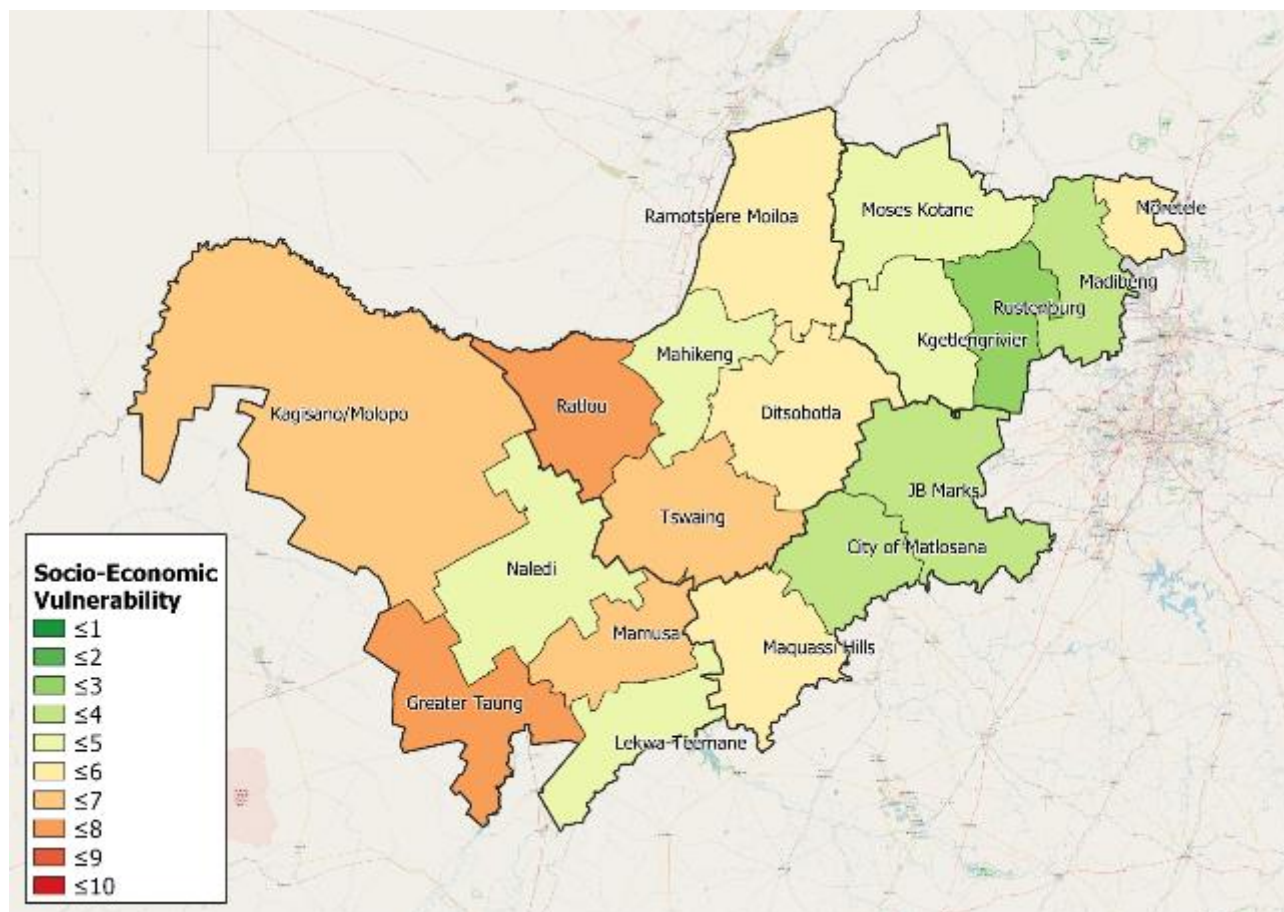 Ramotshere Moiloa
Moses Kotane
Moretele
Madibeng
Rustenburg
Kgetlengrivier
Mahikeng
Kagisano/Molopo
Ratlou
Ditsobotla
JB Marks
Tswaing
City of Matlosana
Naledi
Mamusa
Maquassi Hills
Greater Taung
Lekwa-Teemane
Socio-Economic
Vulnerability
≤1
≤2
≤3
≤4
≤5
≤6
≤7
≤8
≤9
≤10